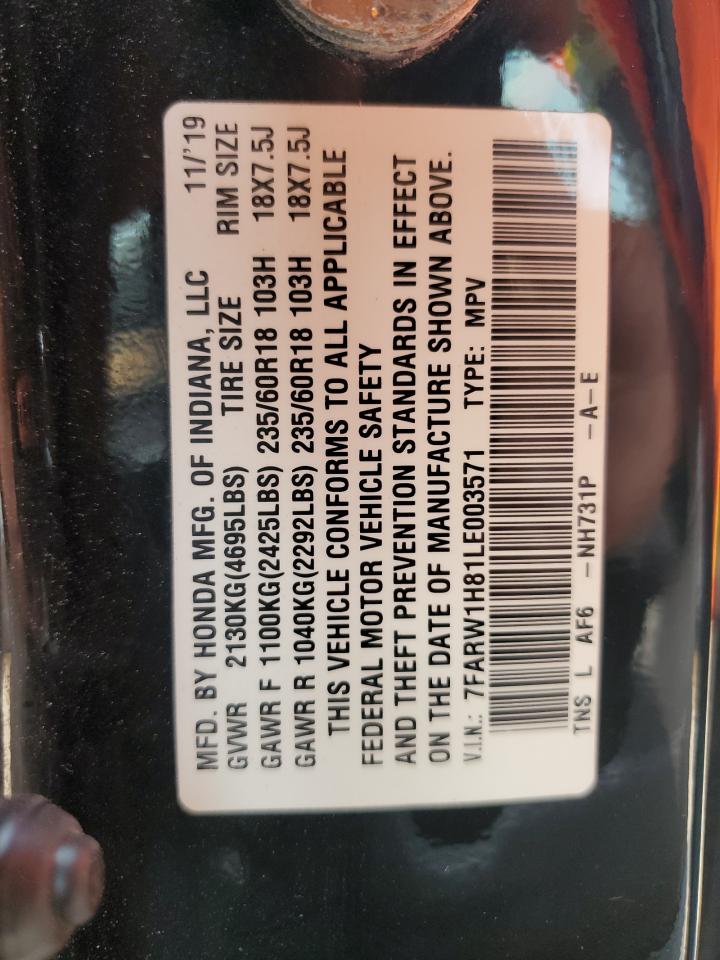 MFD. BY HONDA MFG. OF INDIANA, LLC 11/'19
GVWR 2130KG(4695LBS) TIRE SIZE RIM SIZE
GAWR F 1100KG(2425LBS) 235/60R18 103H 18X7.5J
GAWR R 1040KG(2292LBS) 235/60R18 103H 18X7.5J
THIS VEHICLE CONFORMS TO ALL APPLICABLE
FEDERAL MOTOR VEHICLE SAFETY
AND THEFT PREVENTION STANDARDS IN EFFECT
ON THE DATE OF MANUFACTURE SHOWN ABOVE.
V.I.N.: 7FARW1H81LE003571 TYPE: MPV
TNS L AF6 -NH731P -A-E